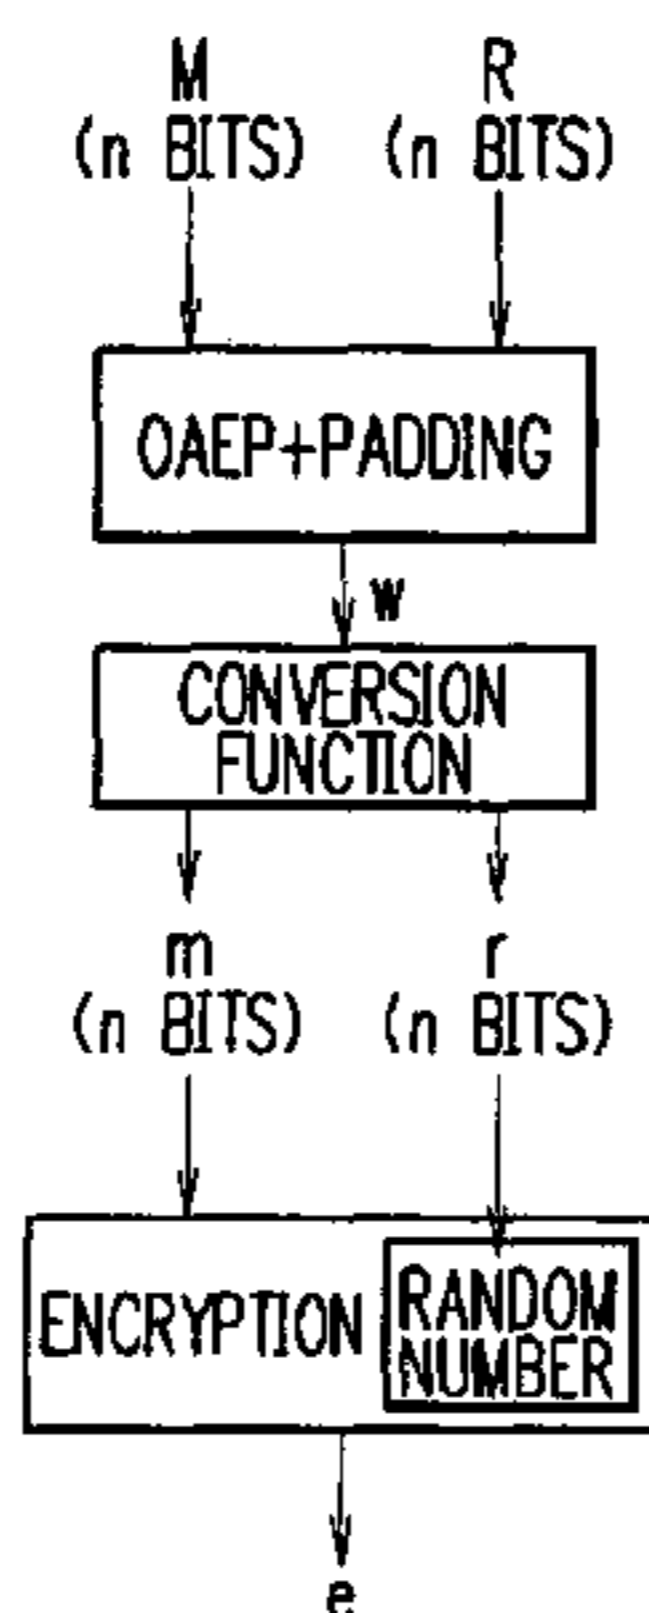 M R
(n BITS) (n BITS)
OAEP+PADDING
w
CONVERSION
FUNCTION
m r
(n BITS) (n BITS)
ENCRYPTION RANDOM
NUMBER
e